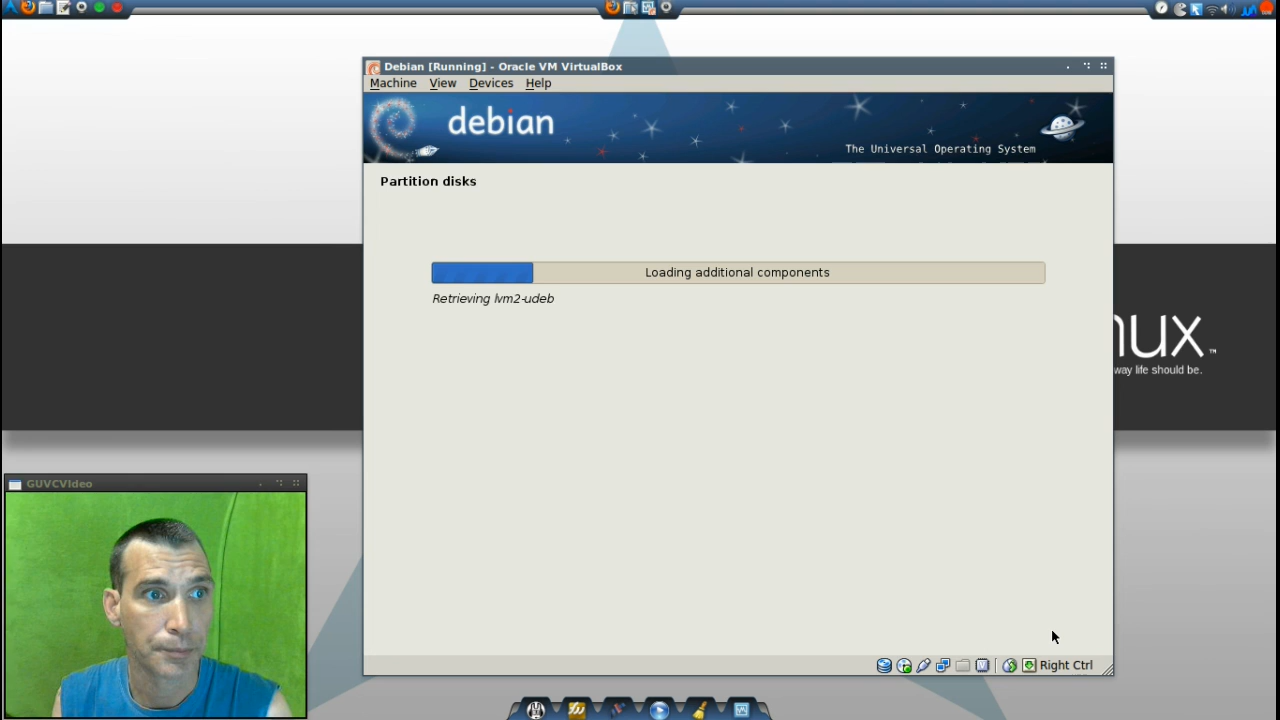 Debian [Running] - Oracle VM VirtualBox
Machine View Devices Help
debian
The Universal Operating System
Partition disks
Loading additional components
Retrieving lvm2-udeb
nux™
way life should be.
GUVCVIdeo
Right Ctrl